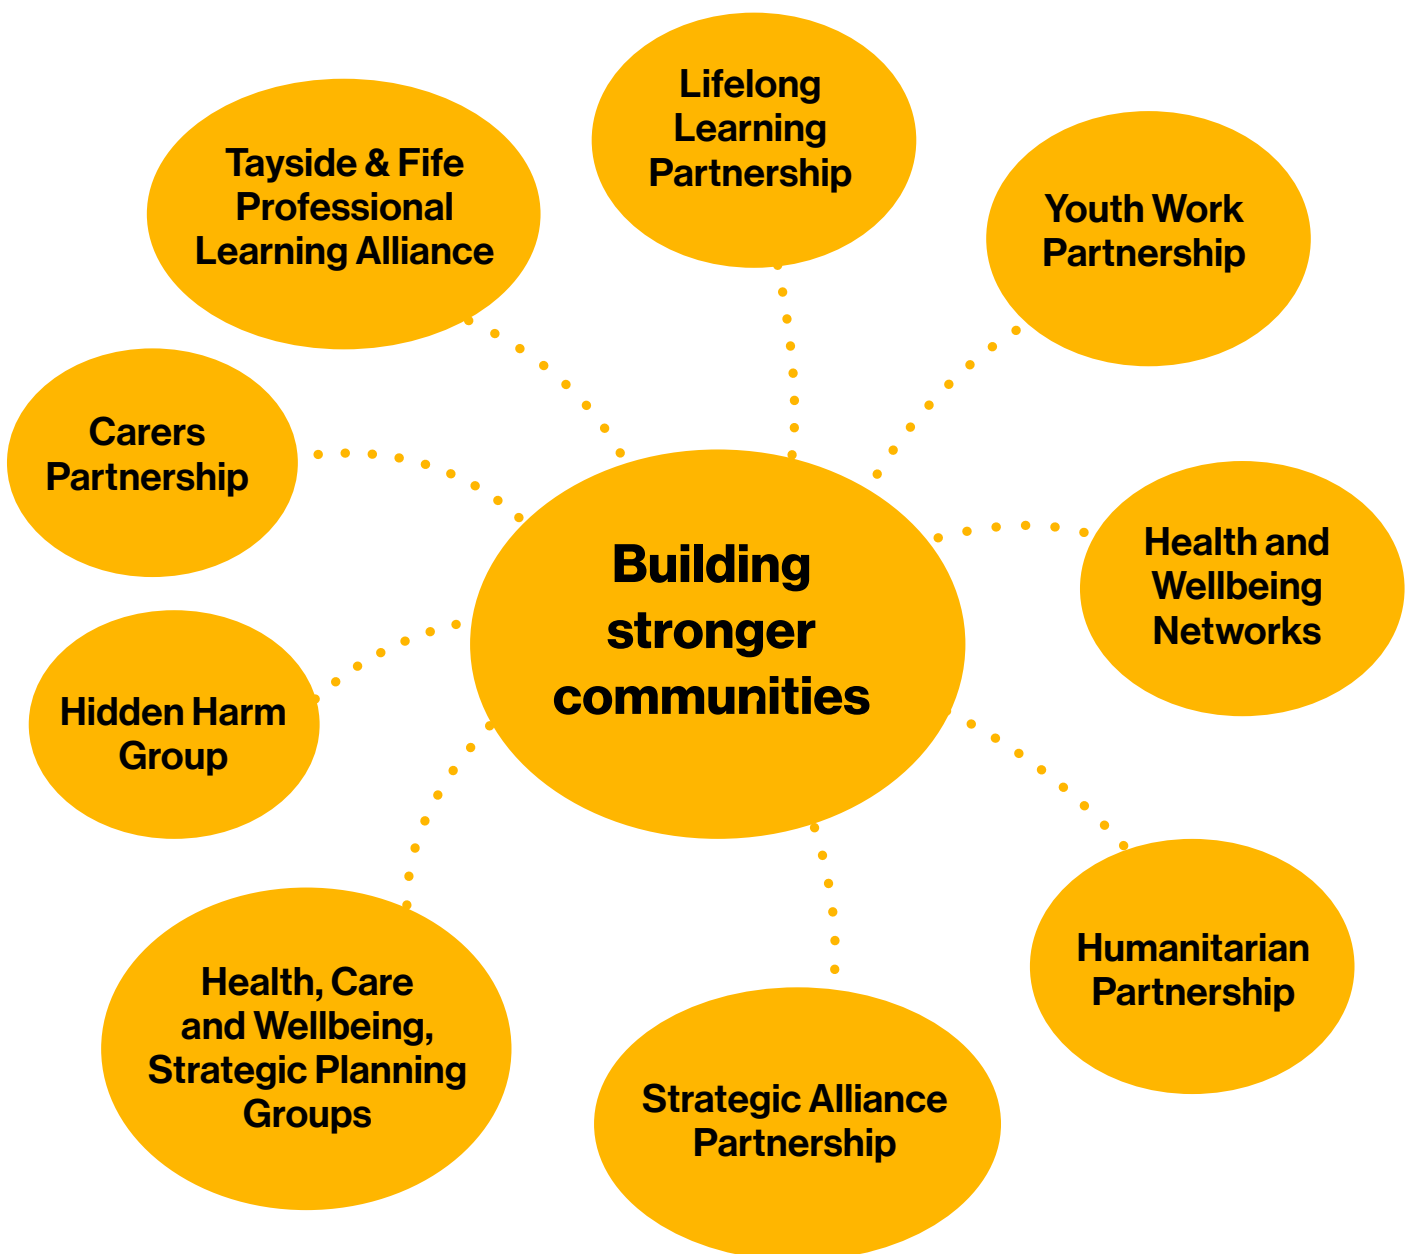 Lifelong
Learning
Partnership
Tayside & Fife
Professional
Learning Alliance
Youth Work
Partnership
Carers
Partnership
Health and
Wellbeing
Networks
Building
stronger
communities
Hidden Harm
Group
Humanitarian
Partnership
Health, Care
and Wellbeing,
Strategic Planning
Groups
Strategic Alliance
Partnership